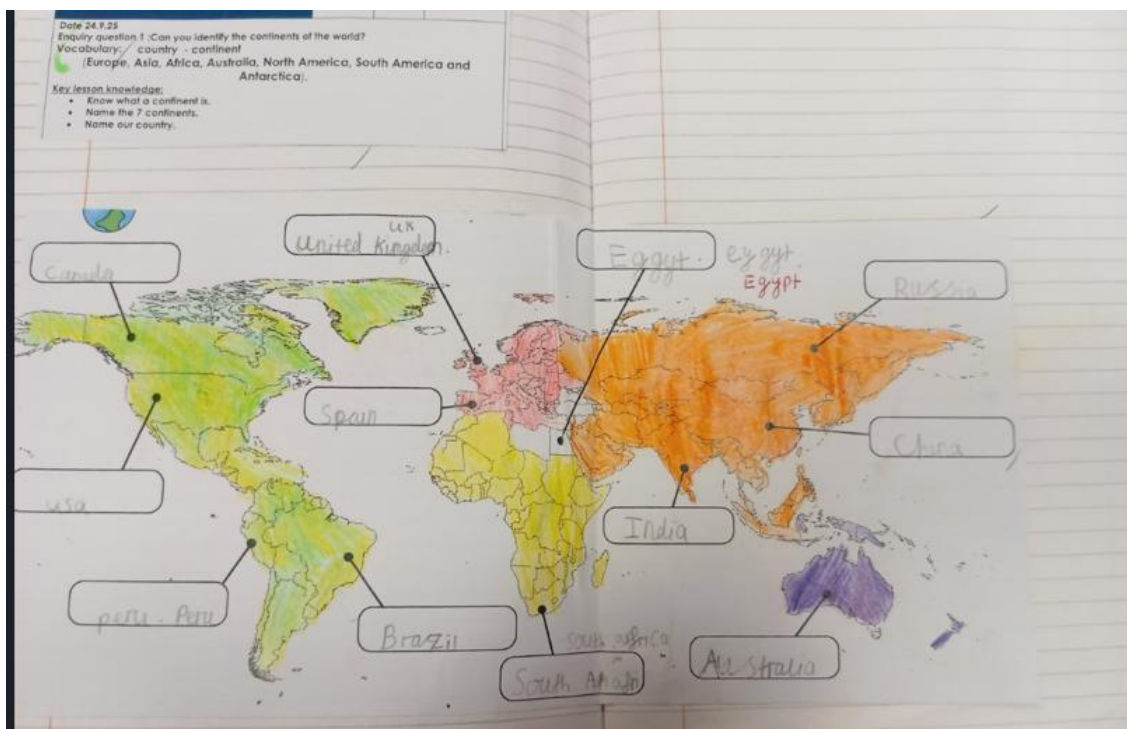 Date 24.9.25
Enquiry question 1 :Can you identify the continents of the world?
Vocabulary: country - continent
(Europe, Asia, Africa, Australia, North America, South America and
Antarctica).
Key lesson knowledge:
• Know what a continent is.
• Name the 7 continents.
• Name our country.
UK
United Kingdom.
Canada
Eggyt. eygyt.
Egypt
Russia
Spain
China
usa
India
peru - Peru
Brazil
south africa
South
Australia